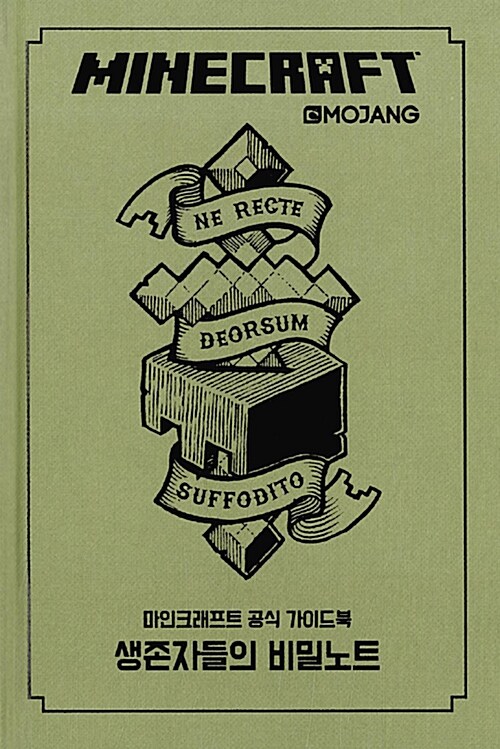 MINECRAFT
MOJANG
NE RECTE
DEORSUM
SUFFODITO
마인크래프트 공식 가이드북
생존자들의 비밀노트